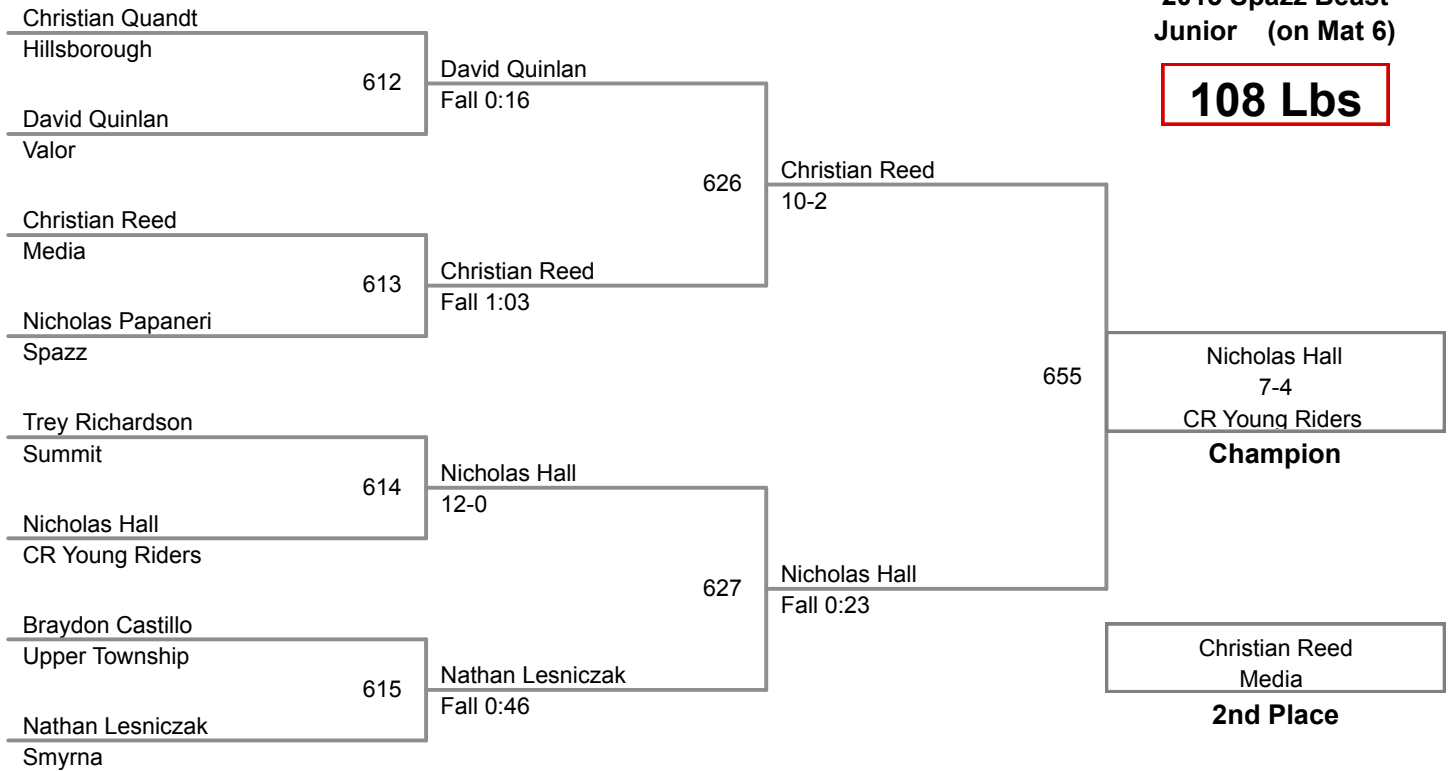 2016 Spazz Beast
Junior (on Mat 6)
108 Lbs
Christian Quandt
Hillsborough
612
David Quinlan
Valor
David Quinlan
Fall 0:16
626
Christian Reed
Media
613
Nicholas Papaneri
Spazz
Christian Reed
Fall 1:03
Christian Reed
10-2
655
Trey Richardson
Summit
614
Nicholas Hall
CR Young Riders
Nicholas Hall
12-0
627
Braydon Castillo
Upper Township
615
Nathan Lesniczak
Smyrna
Nathan Lesniczak
Fall 0:46
Nicholas Hall
Fall 0:23
Nicholas Hall
7-4
CR Young Riders
Champion
Christian Reed
Media
2nd Place